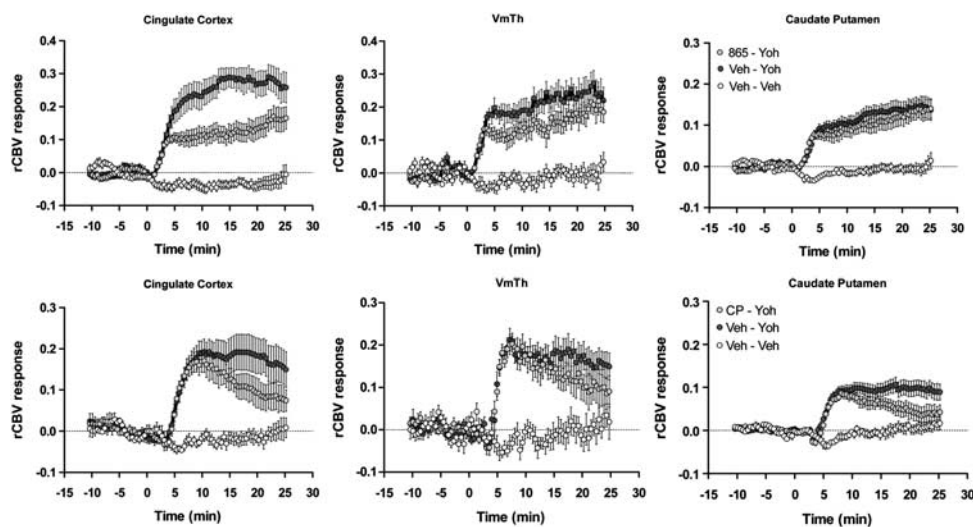 Cingulate Cortex
VmTh
Caudate Putamen
rCBV response
0.4
0.3
0.2
0.1
0.0
-0.1
-15 -10 -5 0 5 10 15 20 25 30
Time (min)
0.4
0.3
0.2
0.1
0.0
-0.1
-15 -10 -5 0 5 10 15 20 25 30
Time (min)
rCBV response
0.4
0.3
0.2
0.1
0.0
-0.1
-15 -10 -5 0 5 10 15 20 25 30
Time (min)
865 - Yoh
Veh - Yoh
Veh - Veh
Cingulate Cortex
VmTh
Caudate Putamen
rCBV response
0.3
0.2
0.1
0.0
-0.1
-15 -10 -5 0 5 10 15 20 25 30
Time (min)
rCBV response
0.3
0.2
0.1
0.0
-0.1
-15 -10 -5 0 5 10 15 20 25 30
Time (min)
rCBV response
0.3
0.2
0.1
0.0
-0.1
-15 -10 -5 0 5 10 15 20 25 30
Time (min)
CP - Yoh
Veh - Yoh
Veh - Veh